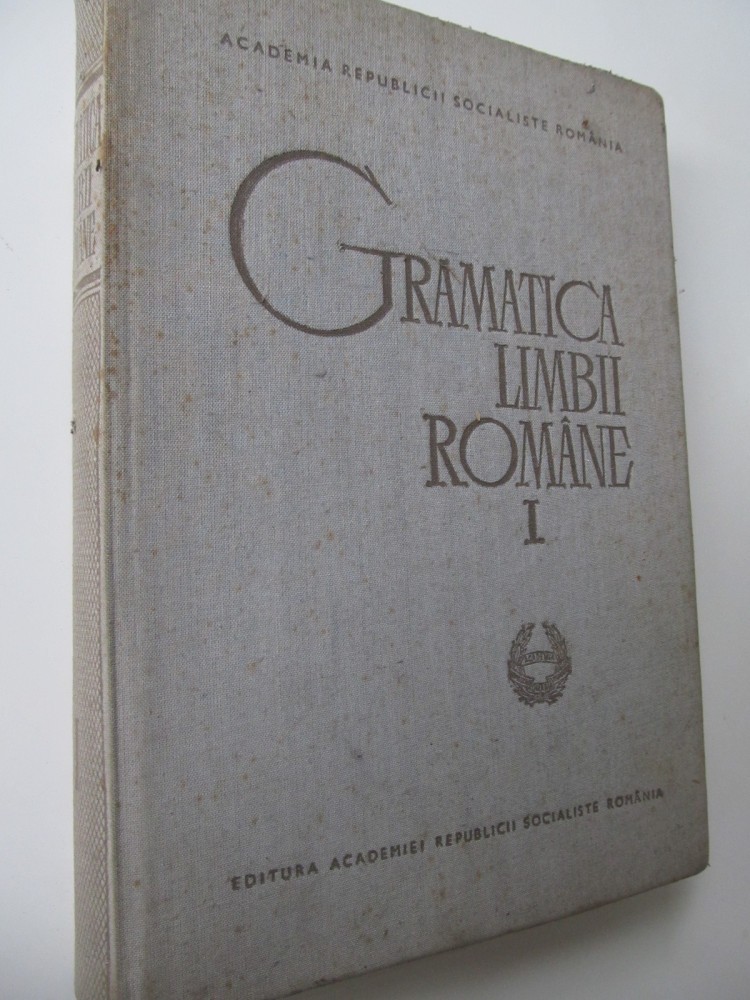 ACADEMIA REPUBLICII SOCIALISTE ROMÂNIA
GRAMATICA
LIMBII
ROMÂNE
I
EDITURA ACADEMIEI REPUBLICII SOCIALISTE ROMÂNIA